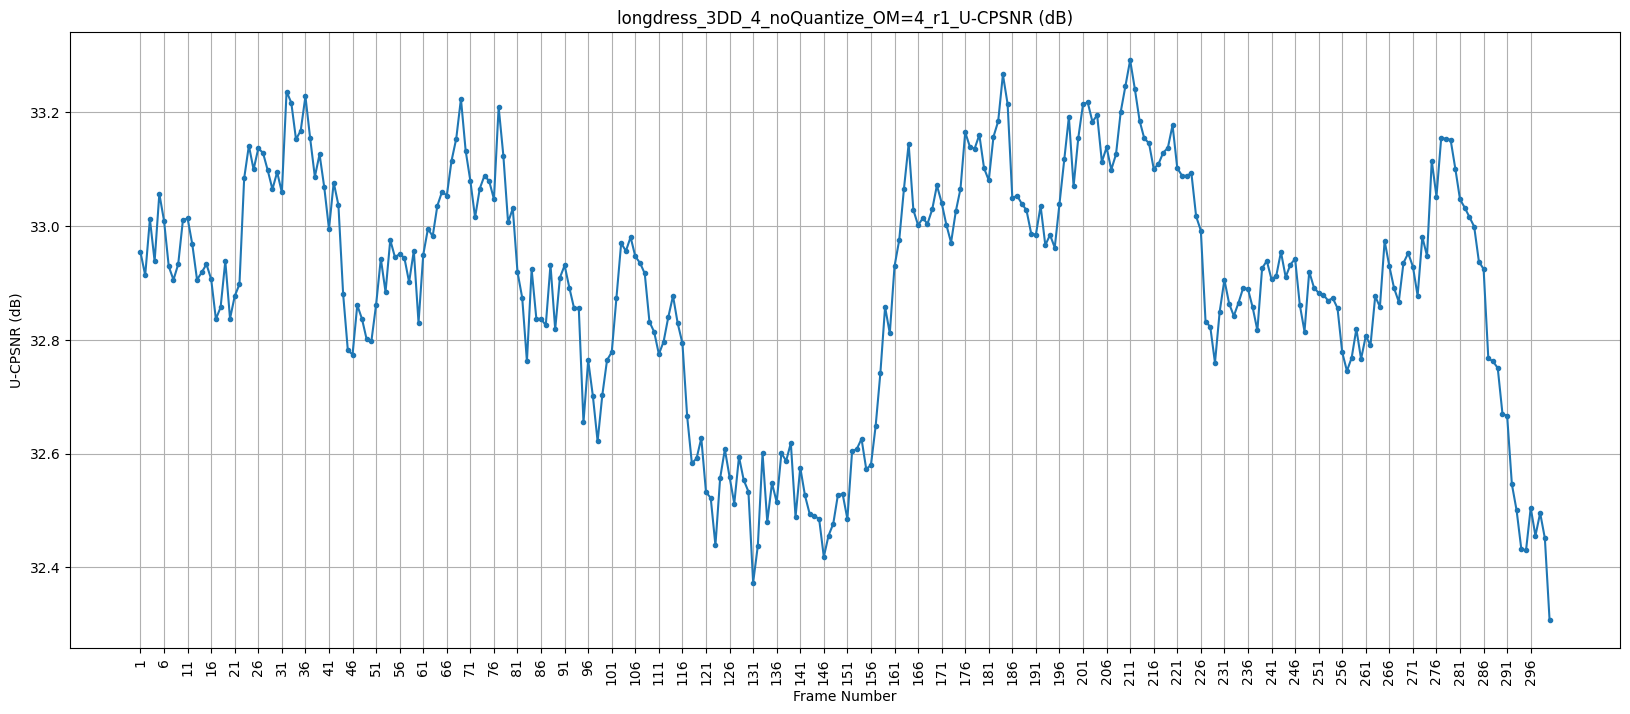 longdress_3DD_4_noQuantize_OM=4_r1_U-CPSNR (dB)
U-CPSNR (dB)
33.2
33.0
32.8
32.6
32.4
1 6 11 16 21 26 31 36 41 46 51 56 61 66 71 76 81 86 91 96 101 106 111 116 121 126 131 136 141 146 151 156 161 166 171 176 181 186 191 196 201 206 211 216 221 226 231 236 241 246 251 256 261 266 271 276 281 286 291 296
Frame Number